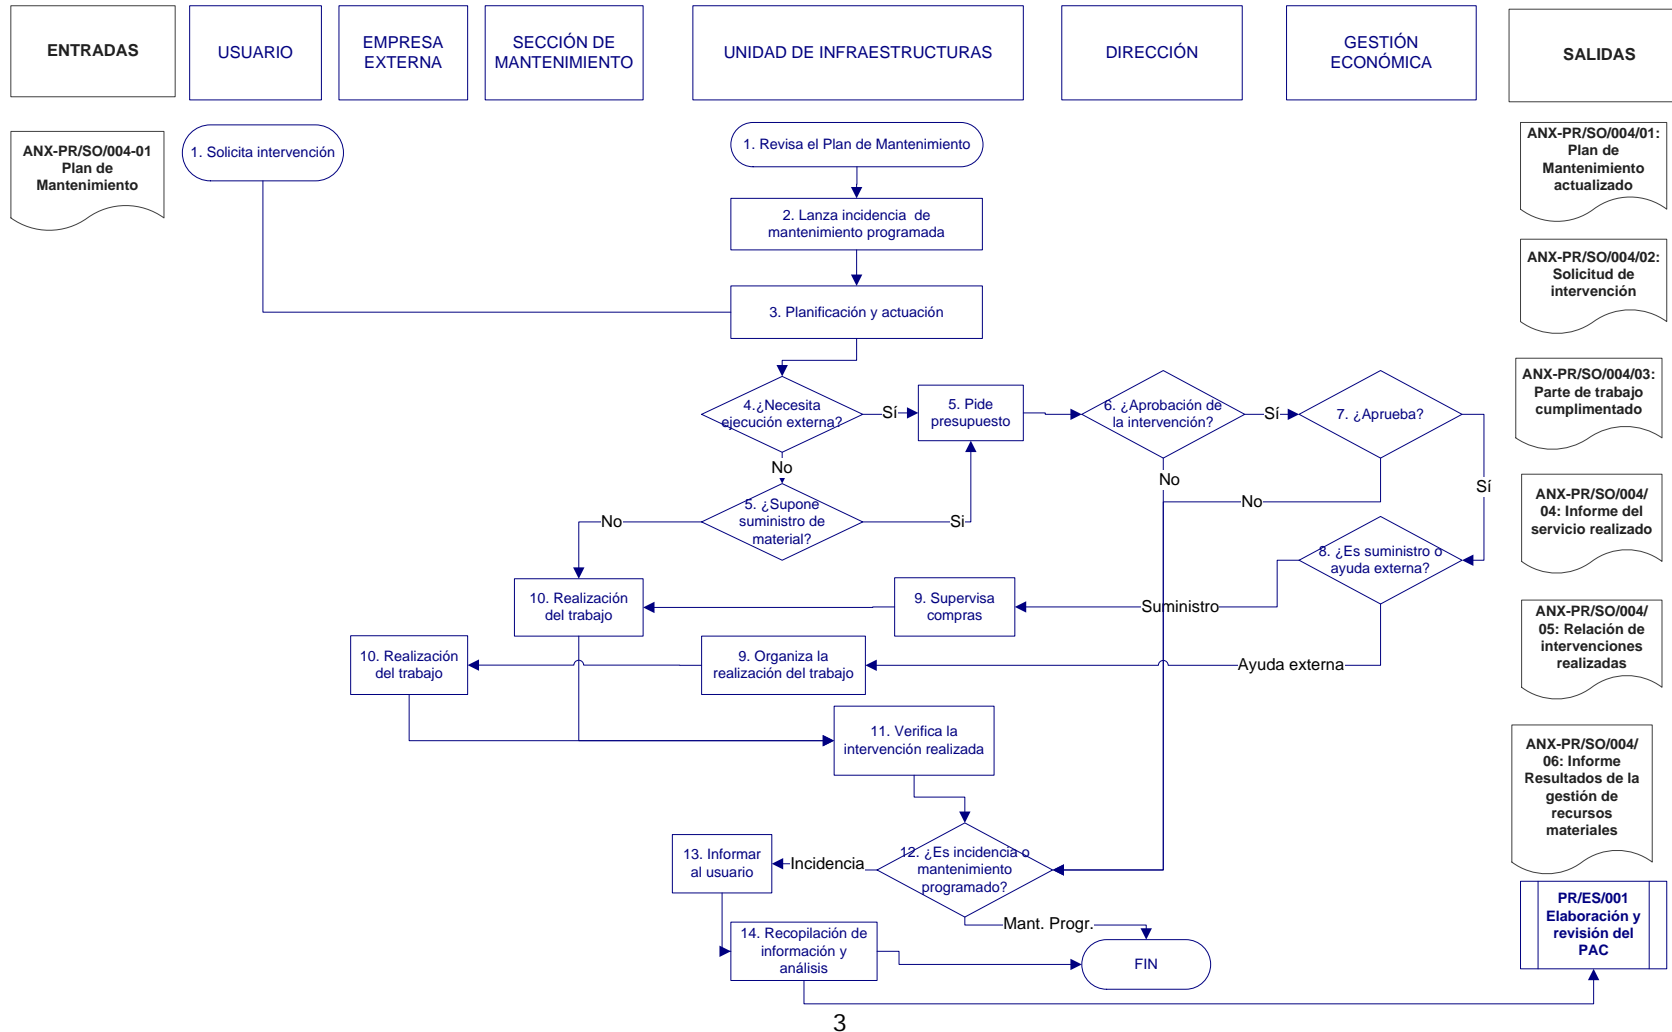 ENTRADAS
USUARIO
EMPRESA
EXTERNA
SECCIÓN DE
MANTENIMIENTO
UNIDAD DE INFRAESTRUCTURAS
DIRECCIÓN
GESTIÓN
ECONÓMICA
SALIDAS
ANX-PR/SO/004-01
Plan de
Mantenimiento
1. Solicita intervención
1. Revisa el Plan de Mantenimiento
ANX-PR/SO/004/01:
Plan de
Mantenimiento
actualizado
2. Lanza incidencia de
mantenimiento programada
ANX-PR/SO/004/02:
Solicitud de
intervención
3. Planificación y actuación
ANX-PR/SO/004/03:
Parte de trabajo
cumplimentado
4.¿Necesita
ejecución externa?
Sí
5. Pide
presupuesto
6. ¿Aprobación de
la intervención?
Sí
7. ¿Aprueba?
No
No
Sí
No
5. ¿Supone
suministro de
material?
No
Si
ANX-PR/SO/004/
04: Informe del
servicio realizado
8. ¿Es suministro o
ayuda externa?
10. Realización
del trabajo
9. Supervisa
compras
Suministro
ANX-PR/SO/004/
05: Relación de
intervenciones
realizadas
10. Realización
del trabajo
9. Organiza la
realización del trabajo
Ayuda externa
11. Verifica la
intervención realizada
ANX-PR/SO/004/
06: Informe
Resultados de la
gestión de
recursos
materiales
13. Informar
al usuario
Incidencia
12. ¿Es incidencia o
mantenimiento
programado?
Mant. Progr.
PR/ES/001
Elaboración y
revisión del
PAC
14. Recopilación de
información y
análisis
FIN
3